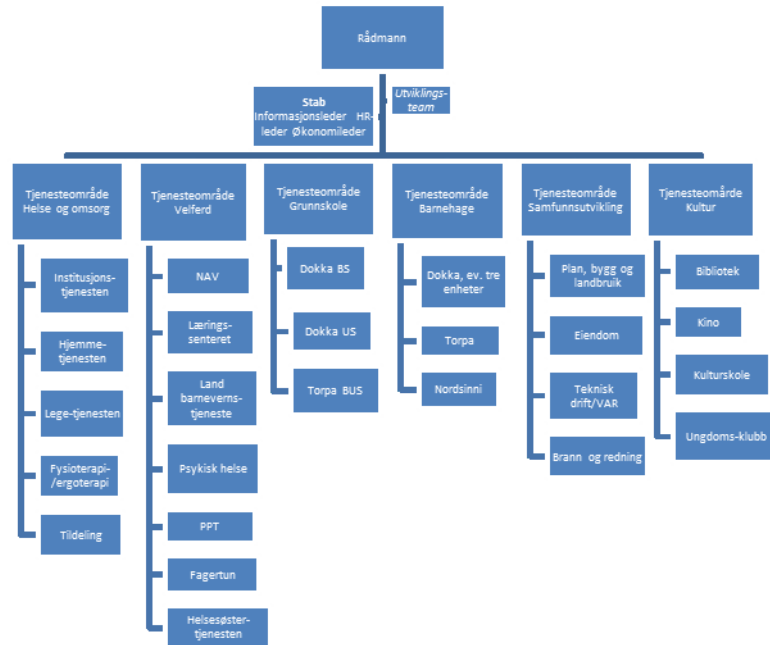 Rådmann
Stab
Informasjonsleder HR-
leder Økonomileder
Utviklings-
team
Tjenesteområde
Helse og omsorg
Institusjons-
tjenesten
Hjemme-
tjenesten
Lege-tjenesten
Fysioterapi-
/ergoterapi
Tildeling
Tjenesteområde
Velferd
NAV
Lærings-
senteret
Land
barneverns-
tjeneste
Psykisk helse
PPT
Fagertun
Helsesøster-
tjenesten
Tjenesteområde
Grunnskole
Dokka BS
Dokka US
Torpa BUS
Tjenesteområde
Barnehage
Dokka, ev. tre
enheter
Torpa
Nordsinni
Tjenesteområde
Samfunnsutvikling
Plan, bygg og
landbruik
Eiendom
Teknisk
drift/VAR
Brann og redning
Tjenesteomårde
Kultur
Bibliotek
Kino
Kulturskole
Ungdoms-klubb